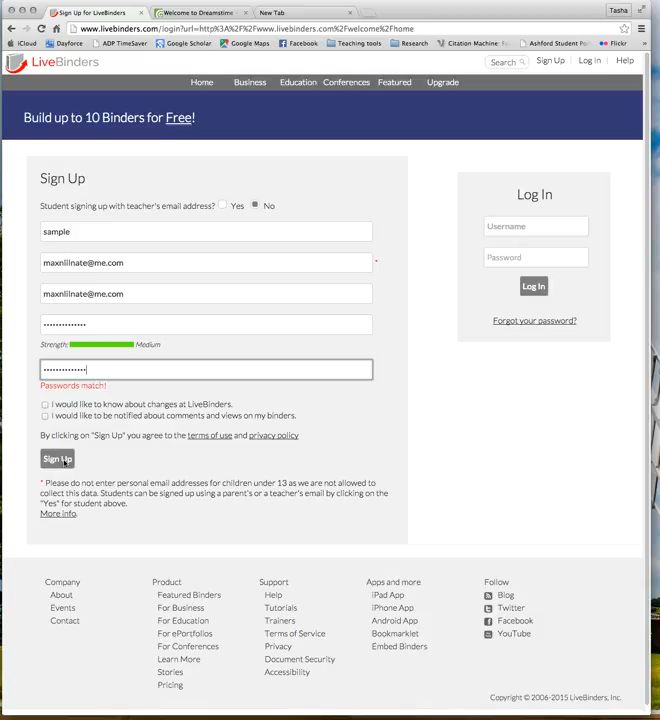 Sign Up for LiveBinders
Welcome to Dreamstime
New Tab
Tasha
www.livebinders.com/login?url=http%3A%2F%2Fwww.livebinders.com%2Fwelcome%2Fhome
iCloud Dayforce ADP TimeSaver Google Scholar Google Maps Facebook Teaching tools Research Citation Machine: F Ashford Student Po Flickr
LiveBinders
Search Sign Up Log In Help
Home Business Education Conferences Featured Upgrade
Build up to 10 Binders for Free!
Sign Up
Student signing up with teacher's email address? Yes No
sample
maxnlilnate@me.com *
maxnlilnate@me.com
Strength: Medium
Passwords match!
I would like to know about changes at LiveBinders.
I would like to be notified about comments and views on my binders.
By clicking on "Sign Up" you agree to the terms of use and privacy policy
Sign Up
* Please do not enter personal email addresses for children under 13 as we are not allowed to
collect this data. Students can be signed up using a parent's or a teacher's email by clicking on the
"Yes" for student above.
More info.
Log In
Username
Password
Log In
Forgot your password?
Company
About
Events
Contact
Product
Featured Binders
For Business
For Education
For ePortfolios
For Conferences
Learn More
Stories
Pricing
Support
Help
Tutorials
Trainers
Terms of Service
Privacy
Document Security
Accessibility
Apps and more
iPad App
iPhone App
Android App
Bookmarklet
Embed Binders
Follow
Blog
Twitter
Facebook
YouTube
Copyright © 2006-2015 LiveBinders, Inc.